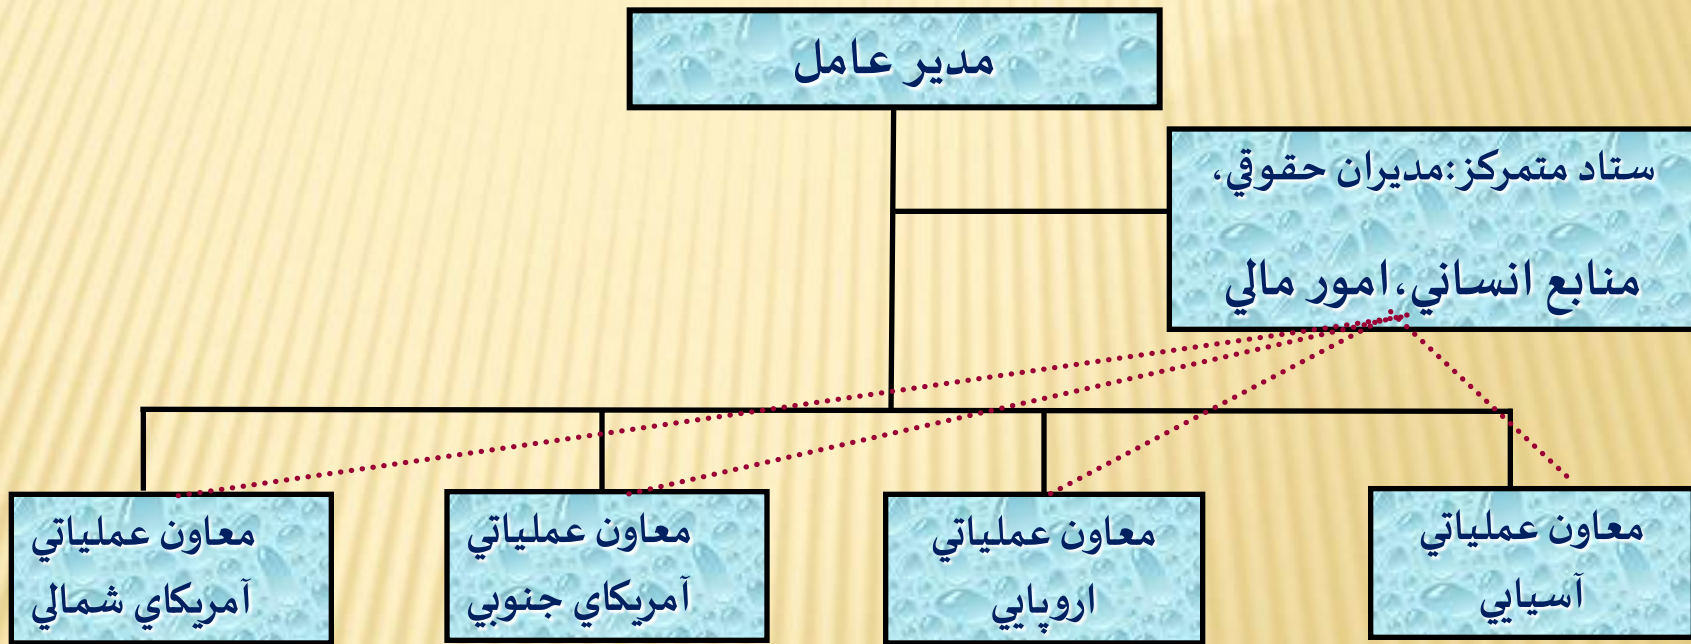 مدير عامل
ستاد متمركز:مديران حقوقي،
منابع انساني،امور مالي
معاون عملياتي
آسيايي
معاون عملياتي
اروپايي
معاون عملياتي
آمريكاي جنوبي
معاون عملياتي
آمريكاي شمالي